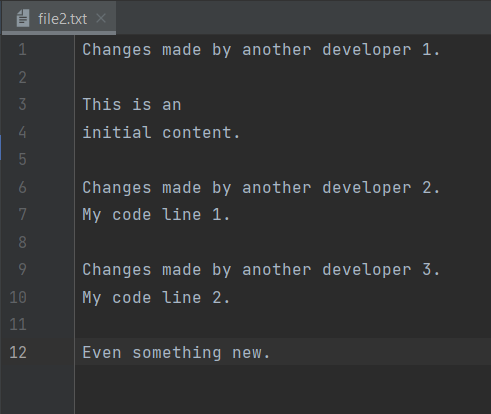 file2.txt
1 Changes made by another developer 1.
2
3 This is an
4 initial content.
5
6 Changes made by another developer 2.
7 My code line 1.
8
9 Changes made by another developer 3.
10 My code line 2.
11
12 Even something new.